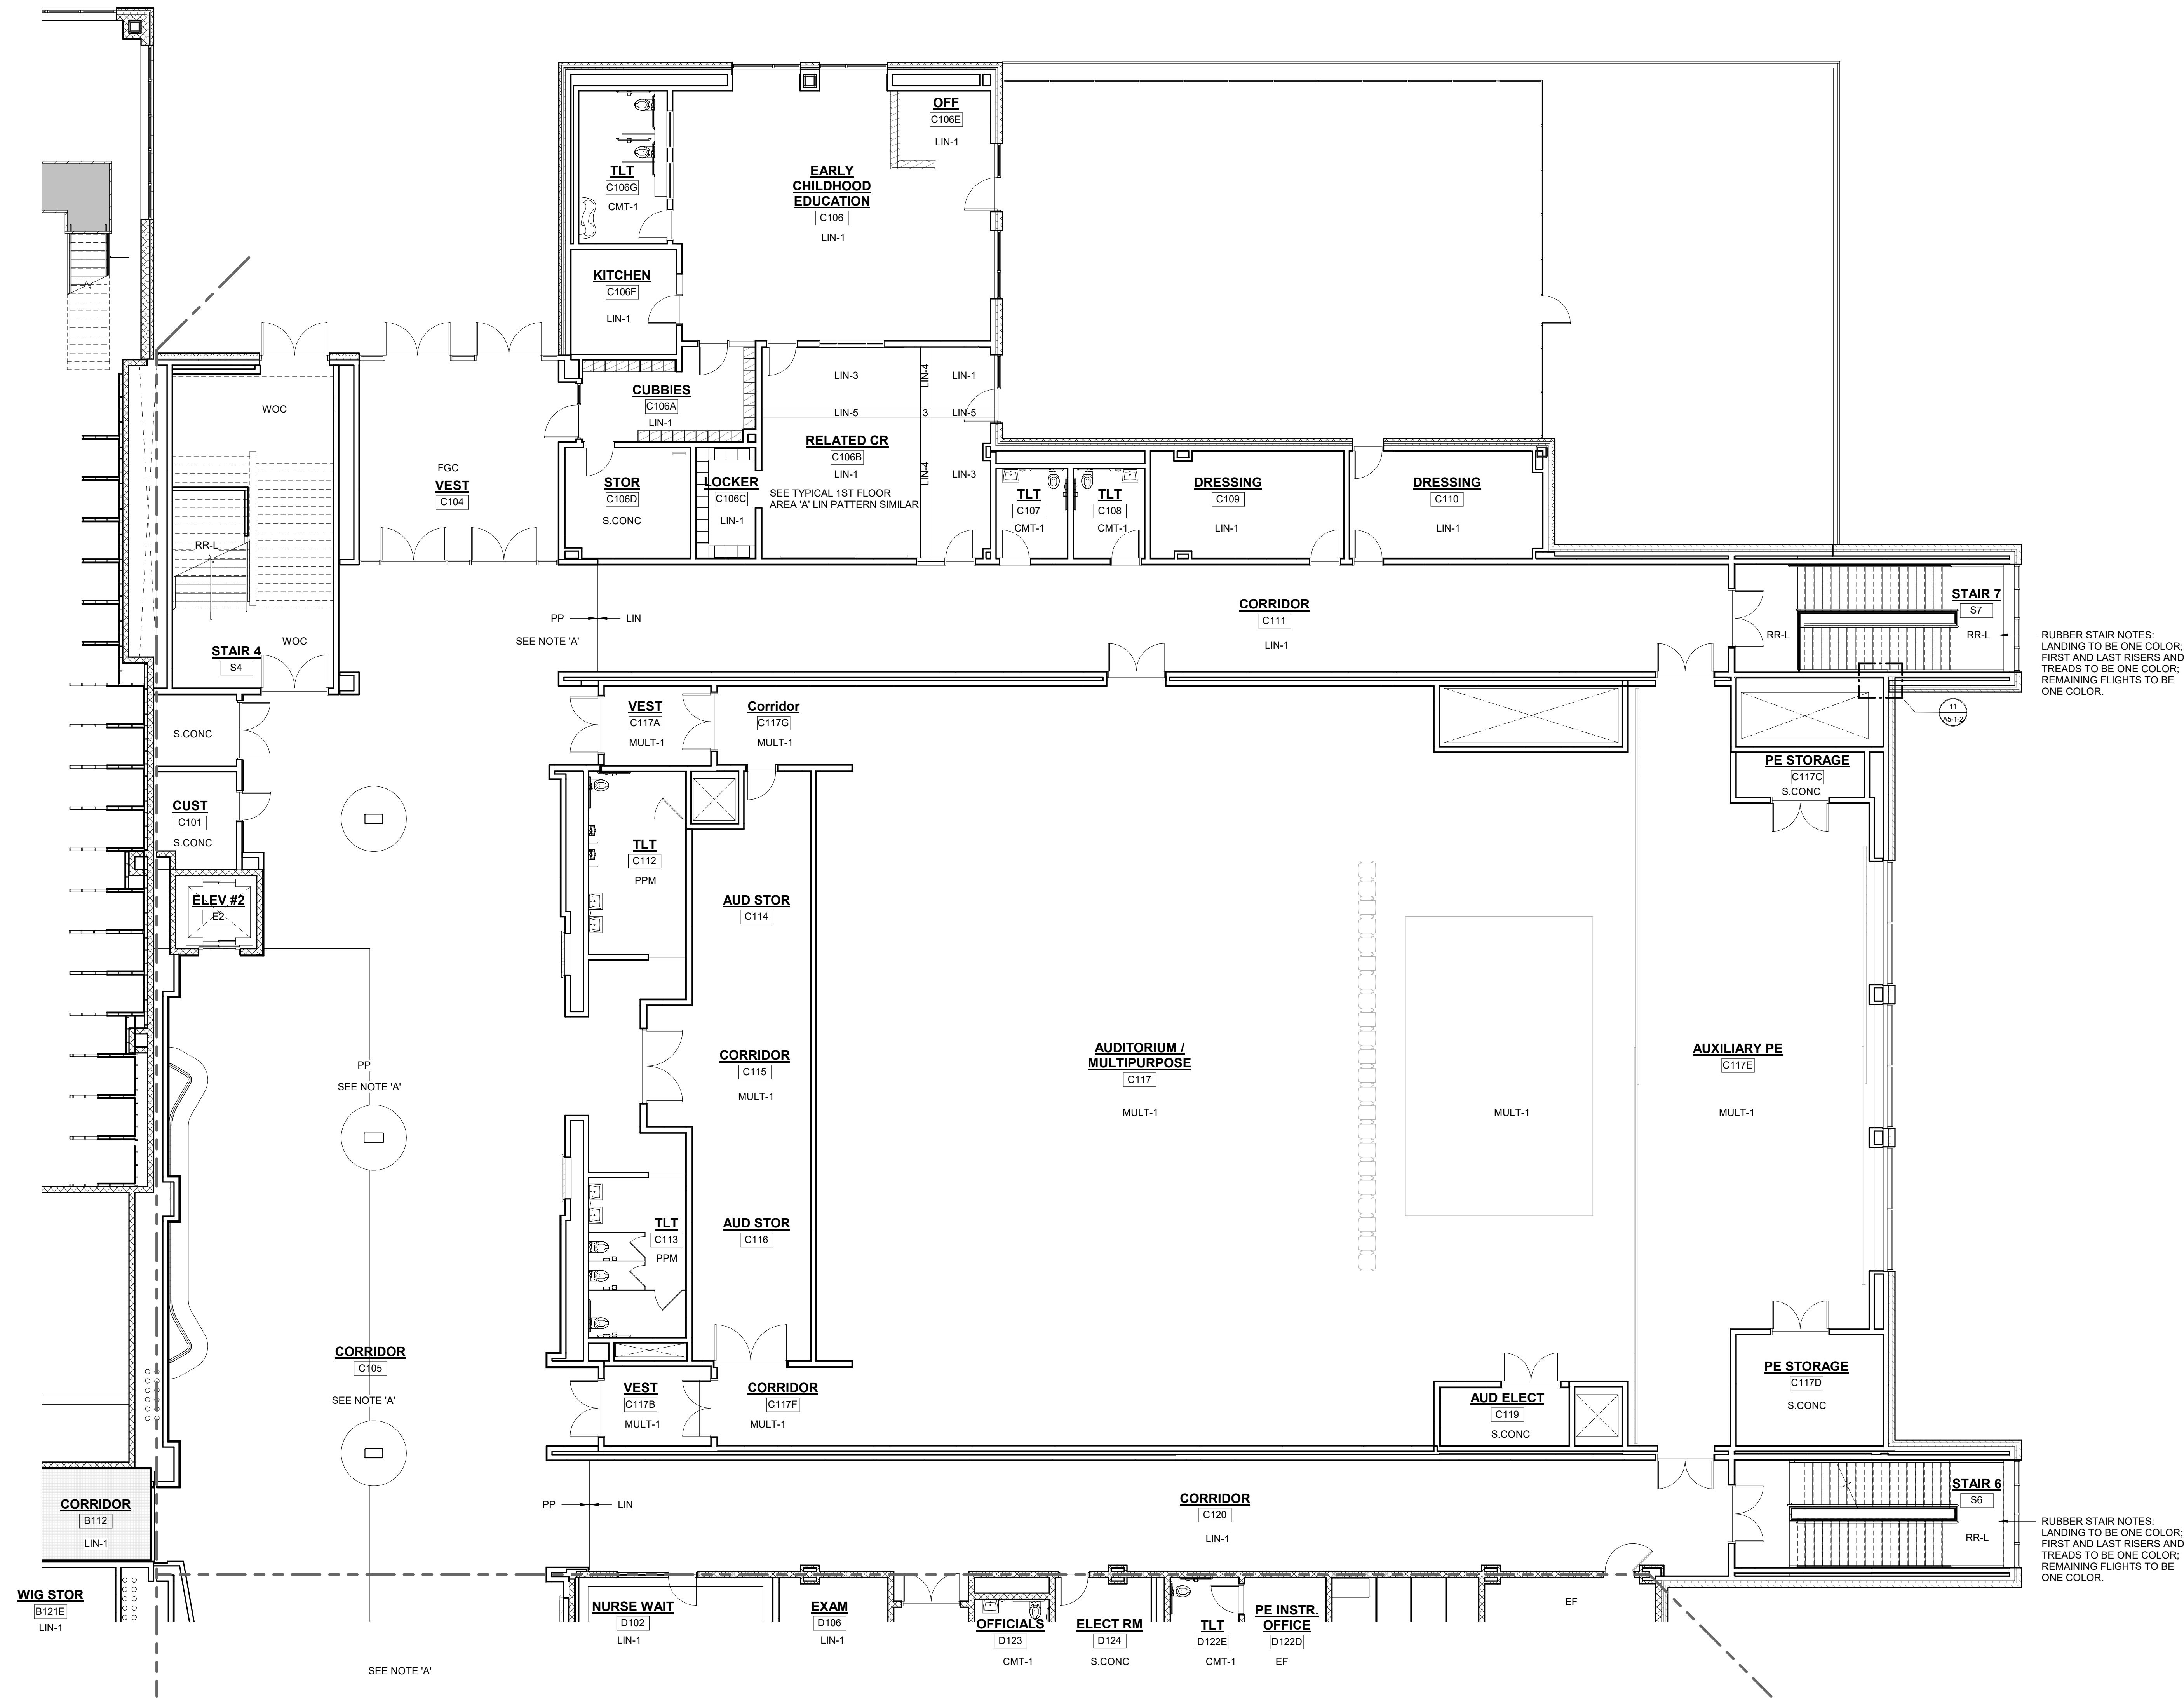 OFF
C106E
LIN-1
TLT
C106G
CMT-1
EARLY
CHILDHOOD
EDUCATION
C106
LIN-1
KITCHEN
C106F
LIN-1
CUBBIES
C106A
LIN-1
LIN-3
LIN-4
LIN-1
LIN-5
3
LIN-5
RELATED CR
C106B
LIN-1
LIN-4
LIN-3
SEE TYPICAL 1ST FLOOR
AREA 'A' LIN PATTERN SIMILAR
WOC
FGC
VEST
C104
STOR
C106D
S.CONC
LOCKER
C106C
LIN-1
TLT
C107
CMT-1
TLT
C108
CMT-1
DRESSING
C109
LIN-1
DRESSING
C110
LIN-1
RR-L
WOC
STAIR 4
S4
PP
LIN
SEE NOTE 'A'
CORRIDOR
C111
LIN-1
STAIR 7
S7
RR-L
RR-L
RUBBER STAIR NOTES:
LANDING TO BE ONE COLOR;
FIRST AND LAST RISERS AND
TREADS TO BE ONE COLOR;
REMAINING FLIGHTS TO BE
ONE COLOR.
11
A5-1-2
S.CONC
VEST
C117A
MULT-1
Corridor
C117G
MULT-1
PE STORAGE
C117C
S.CONC
CUST
C101
S.CONC
TLT
C112
PPM
ELEV #2
E2
AUD STOR
C114
PP
SEE NOTE 'A'
CORRIDOR
C115
MULT-1
AUDITORIUM /
MULTIPURPOSE
C117
MULT-1
MULT-1
AUXILIARY PE
C117E
MULT-1
TLT
C113
PPM
AUD STOR
C116
CORRIDOR
C105
SEE NOTE 'A'
VEST
C117B
MULT-1
CORRIDOR
C117F
MULT-1
AUD ELECT
C119
S.CONC
PE STORAGE
C117D
S.CONC
CORRIDOR
B112
LIN-1
PP
LIN
CORRIDOR
C120
LIN-1
STAIR 6
S6
RR-L
RUBBER STAIR NOTES:
LANDING TO BE ONE COLOR;
FIRST AND LAST RISERS AND
TREADS TO BE ONE COLOR;
REMAINING FLIGHTS TO BE
ONE COLOR.
WIG STOR
B121E
LIN-1
NURSE WAIT
D102
LIN-1
EXAM
D106
LIN-1
OFFICIALS
D123
CMT-1
ELECT RM
D124
S.CONC
TLT
D122E
CMT-1
PE INSTR.
OFFICE
D122D
EF
EF
SEE NOTE 'A'